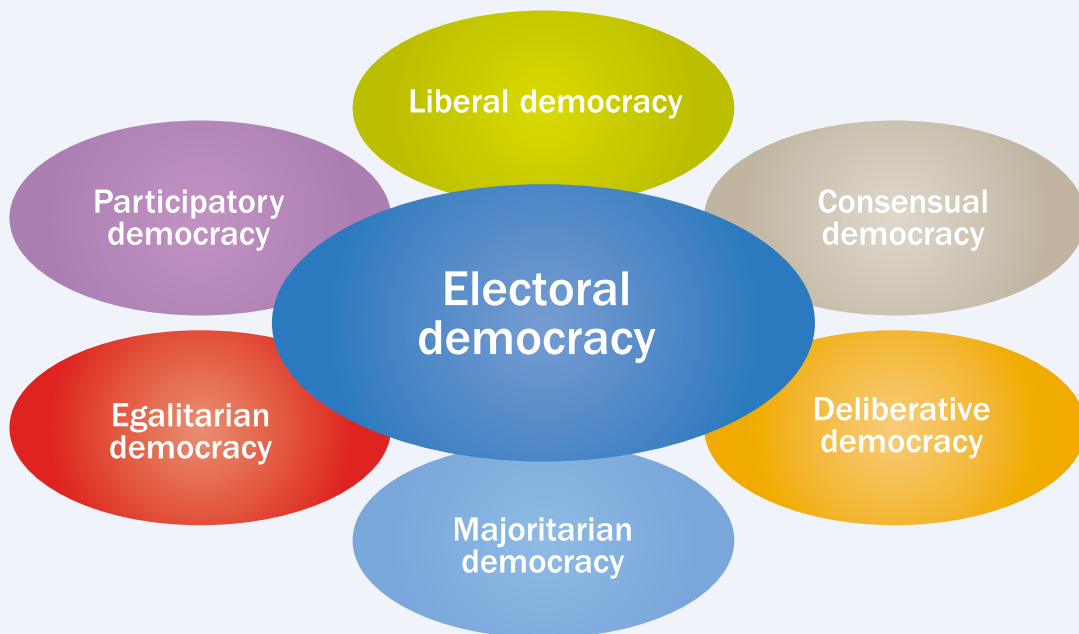 Liberal democracy
Participatory
democracy
Consensual
democracy
Electoral
democracy
Egalitarian
democracy
Deliberative
democracy
Majoritarian
democracy